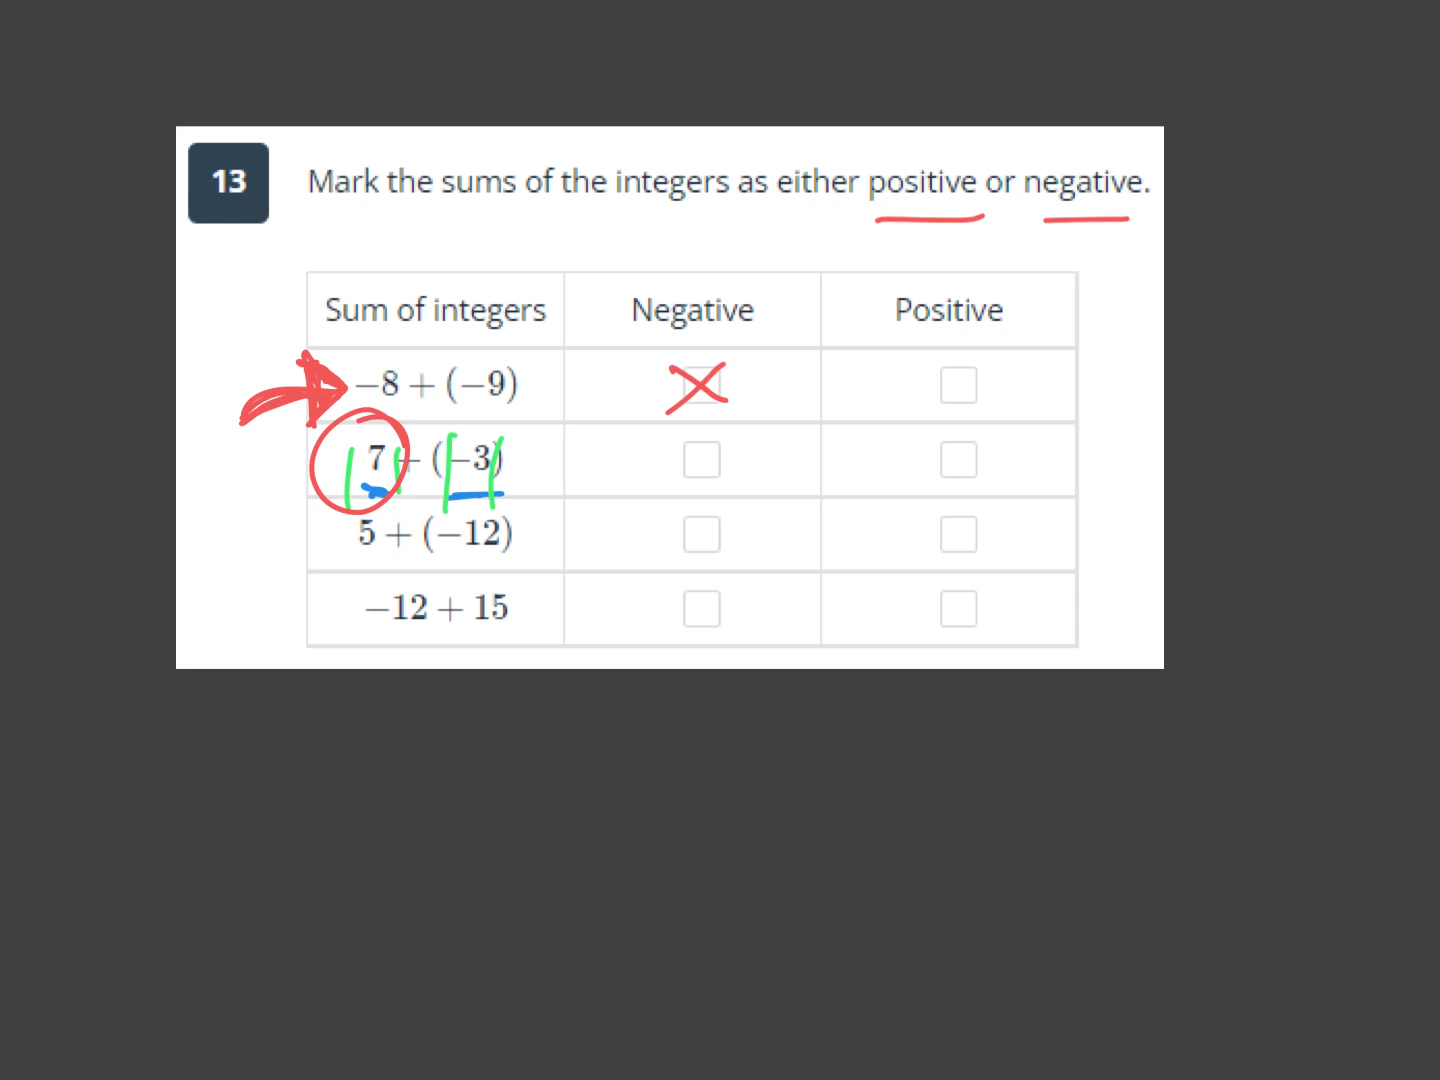 13 Mark the sums of the integers as either positive or negative.
Sum of integers Negative Positive
−8 + (−9)
7 + (−3)
5 + (−12)
−12 + 15